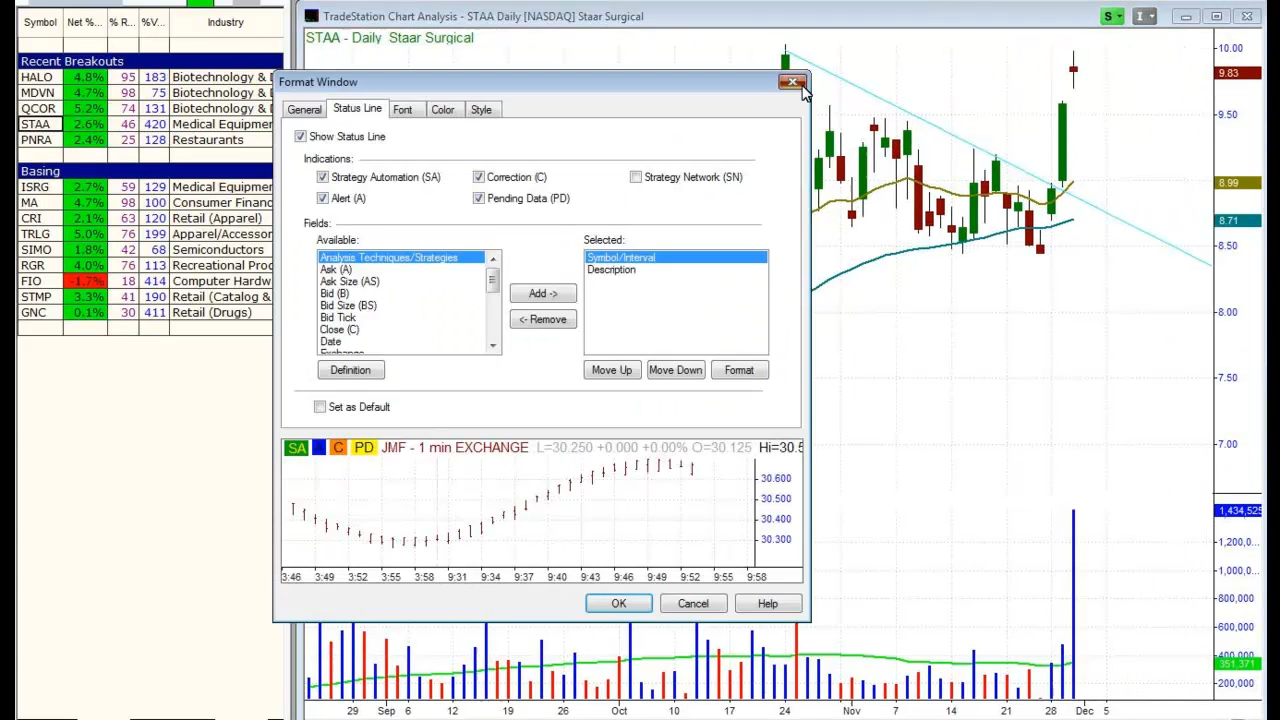 Symbol Net %... % R... %V... Industry
Recent Breakouts
HALO 4.8% 95 183 Biotechnology &
MDVN 4.7% 98 75 Biotechnology &
QCOR 5.2% 74 131 Biotechnology &
STAA 2.6% 46 420 Medical Equipment
PNRA 2.4% 25 128 Restaurants
Basing
ISRG 2.7% 59 129 Medical Equipment
MA 4.7% 98 100 Consumer Financ
CRI 2.1% 63 120 Retail (Apparel)
TRLG 5.0% 76 199 Apparel/Accessor
SIMO 1.8% 42 68 Semiconductors
RGR 4.0% 76 113 Recreational Proc
FIO -1.7% 18 414 Computer Hardw
STMP 3.3% 41 190 Retail (Catalog &
GNC 0.1% 30 411 Retail (Drugs)
TradeStation Chart Analysis - STAA Daily [NASDAQ] Staar Surgical
S I
STAA - Daily Staar Surgical
Format Window
General Status Line Font Color Style
Show Status Line
Indications:
Strategy Automation (SA) Correction (C) Strategy Network (SN)
Alert (A) Pending Data (PD)
Fields:
Available: Selected:
Analysis Techniques/Strategies
Ask (A)
Ask Size (AS)
Bid (B)
Bid Size (BS)
Bid Tick
Close (C)
Date
Exchange
Add ->
<- Remove
Symbol/Interval
Description
Definition Move Up Move Down Format
Set as Default
SA A C PD JMF - 1 min EXCHANGE L=30.250 +0.000 +0.00% O=30.125 Hi=30.5
30.600
30.500
30.400
30.300
3:46 3:49 3:52 3:55 3:58 9:31 9:34 9:37 9:40 9:43 9:46 9:49 9:52 9:55 9:58
OK Cancel Help
10.00
9.83
9.50
8.99
8.71
8.50
8.00
7.50
7.00
1,434,525
1,200,0...
1,000,0...
800,000
600,000
351,371
200,000
29 Sep 6 12 19 26 Oct 10 17 24 Nov 7 14 21 28 Dec 5